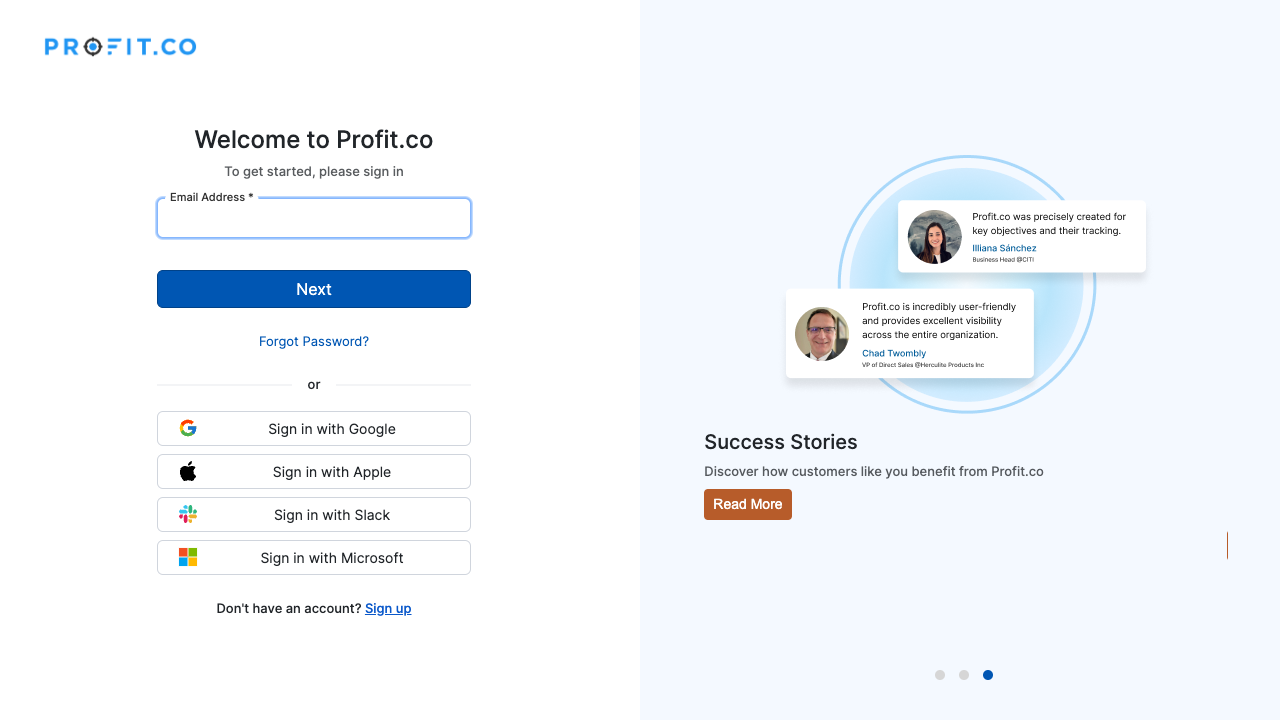 PROFIT.CO
Welcome to Profit.co
To get started, please sign in
Email Address *
Next
Forgot Password?
or
Sign in with Google
Sign in with Apple
Sign in with Slack
Sign in with Microsoft
Don't have an account? Sign up
Profit.co was precisely created for
key objectives and their tracking.
Illiana Sánchez
Business Head @CITI
Profit.co is incredibly user-friendly
and provides excellent visibility
across the entire organization.
Chad Twombly
VP of Direct Sales @Herculite Products Inc
Success Stories
Discover how customers like you benefit from Profit.co
Read More